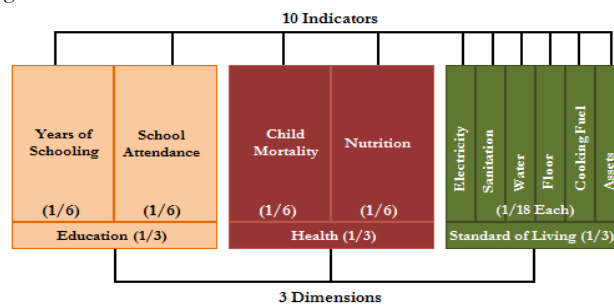 10 Indicators
Years of
Schooling
School
Attendance
Child
Mortality
Nutrition
Electricity
Sanitation
Water
Floor
Cooking Fuel
Assets
(1/6)
(1/6)
(1/6)
(1/6)
(1/18 Each)
Education (1/3)
Health (1/3)
Standard of Living (1/3)
3 Dimensions